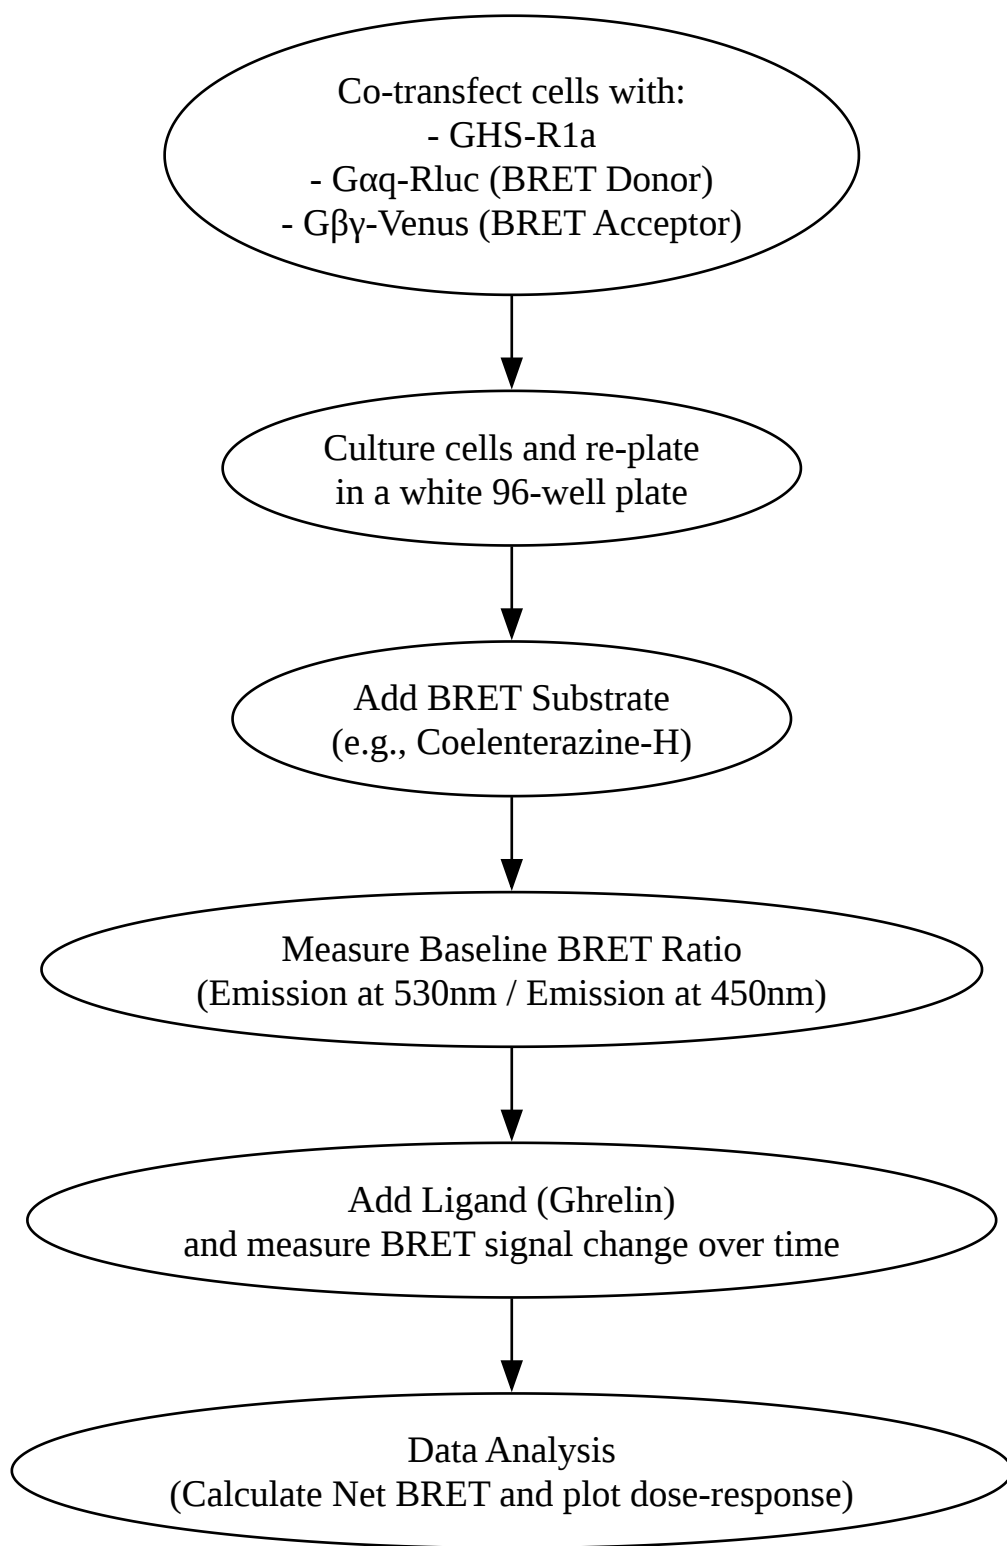 Co-transfect cells with:
- GHS-R1a
- Gαq-Rluc (BRET Donor)
- Gβγ-Venus (BRET Acceptor)
Culture cells and re-plate
in a white 96-well plate
Add BRET Substrate
(e.g., Coelenterazine-H)
Measure Baseline BRET Ratio
(Emission at 530nm / Emission at 450nm)
Add Ligand (Ghrelin)
and measure BRET signal change over time
Data Analysis
(Calculate Net BRET and plot dose-response)